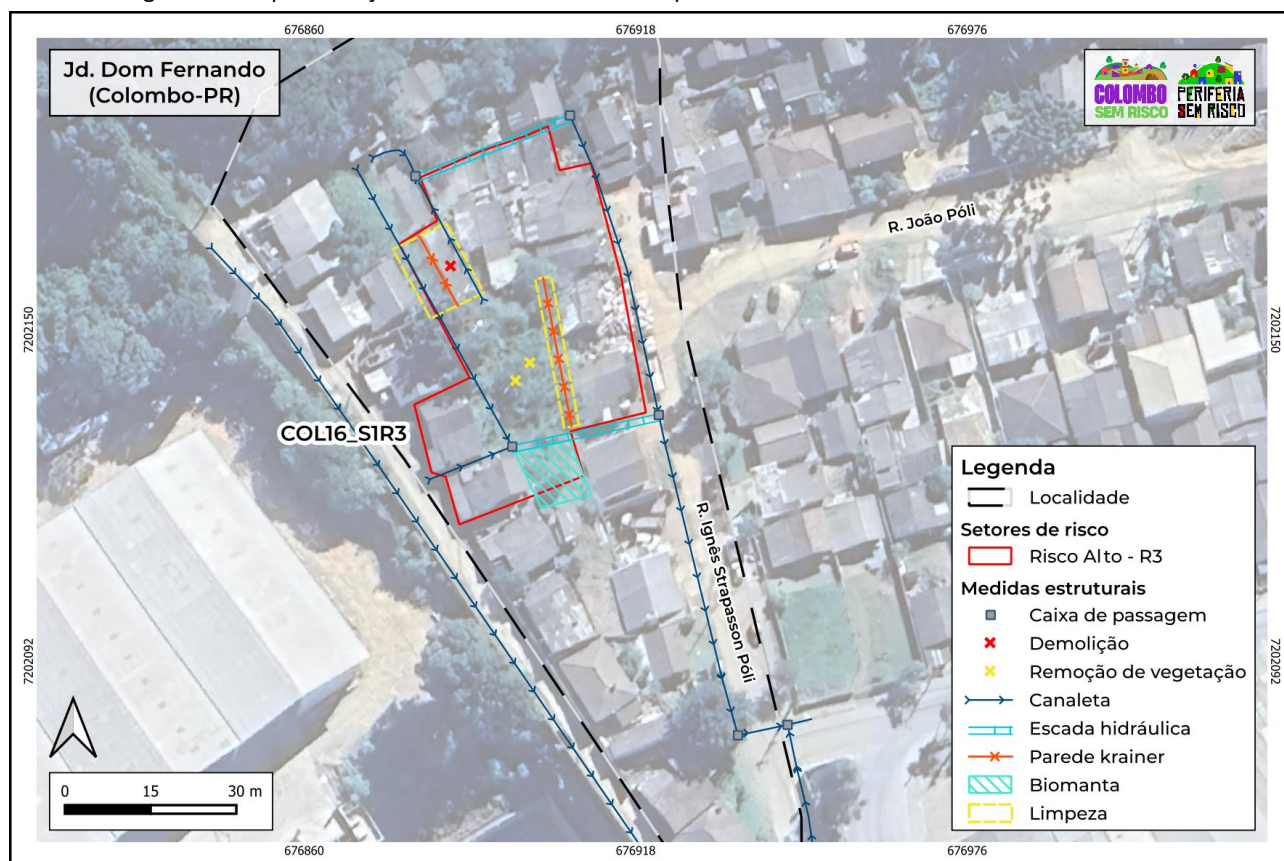 676860
676918
676976
Jd. Dom Fernando
(Colombo-PR)
COLOMBO
SEM RISCO
PERIFERIA
SEM RISCO
R. João Póli
7202150
7202150
COL16_S1R3
R. Ignês Strapasson Póli
7202092
7202092
Legenda
Localidade
Setores de risco
Risco Alto - R3
Medidas estruturais
Caixa de passagem
Demolição
Remoção de vegetação
Canaleta
Escada hidráulica
Parede krainer
Biomanta
Limpeza
0 15 30 m
676860
676918
676976